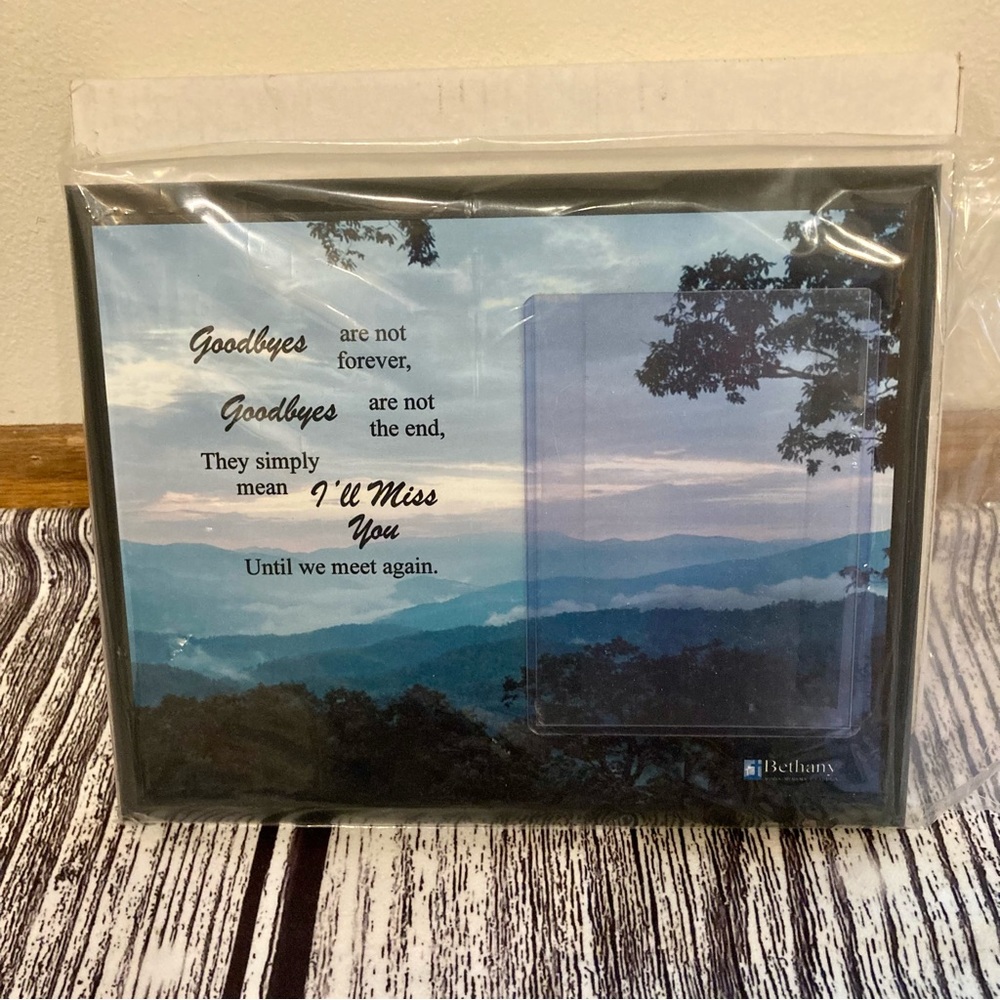 Goodbyes are not
forever,
Goodbyes are not
the end,
They simply
mean I'll Miss
You
Until we meet again.
Bethany